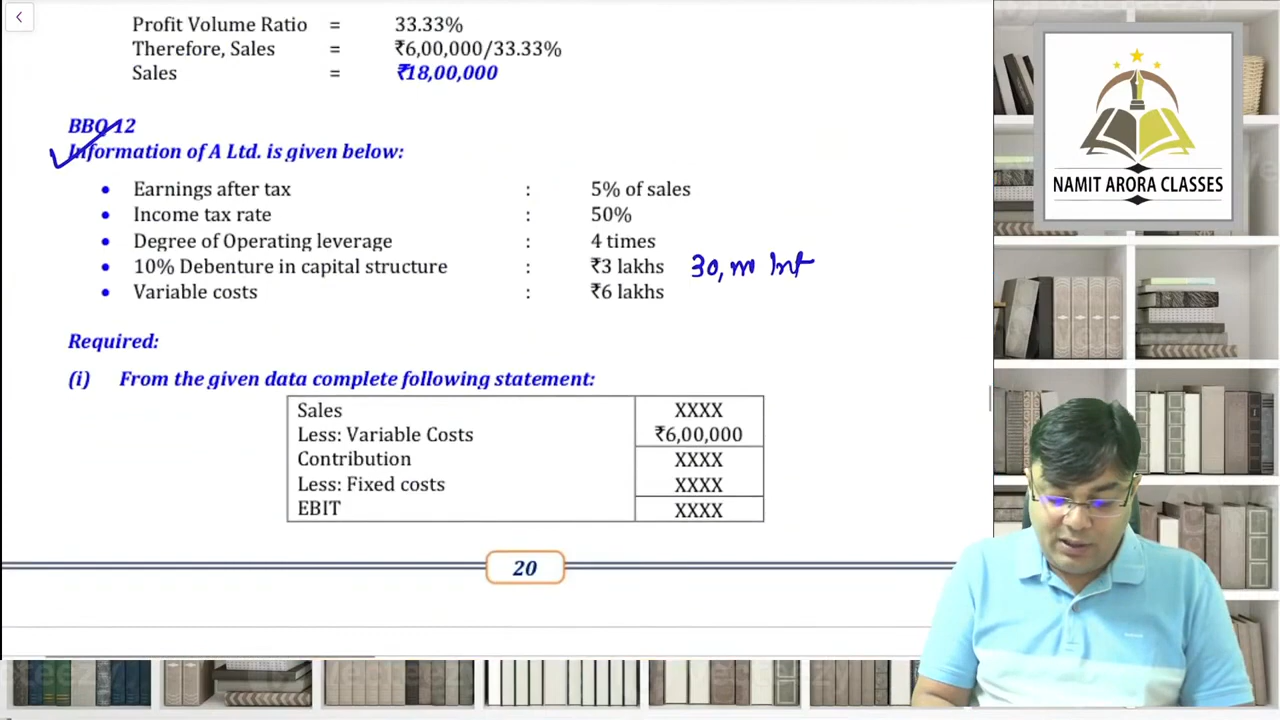 Profit Volume Ratio = 33.33%
Therefore, Sales = ₹6,00,000/33.33%
Sales = ₹18,00,000
BBQ 12
Information of A Ltd. is given below:
• Earnings after tax : 5% of sales
• Income tax rate : 50%
• Degree of Operating leverage : 4 times
• 10% Debenture in capital structure : ₹3 lakhs 30, Int
• Variable costs : ₹6 lakhs
Required:
(i) From the given data complete following statement:
Sales XXXX
Less: Variable Costs ₹6,00,000
Contribution XXXX
Less: Fixed costs XXXX
EBIT XXXX
20
NAMIT ARORA CLASSES